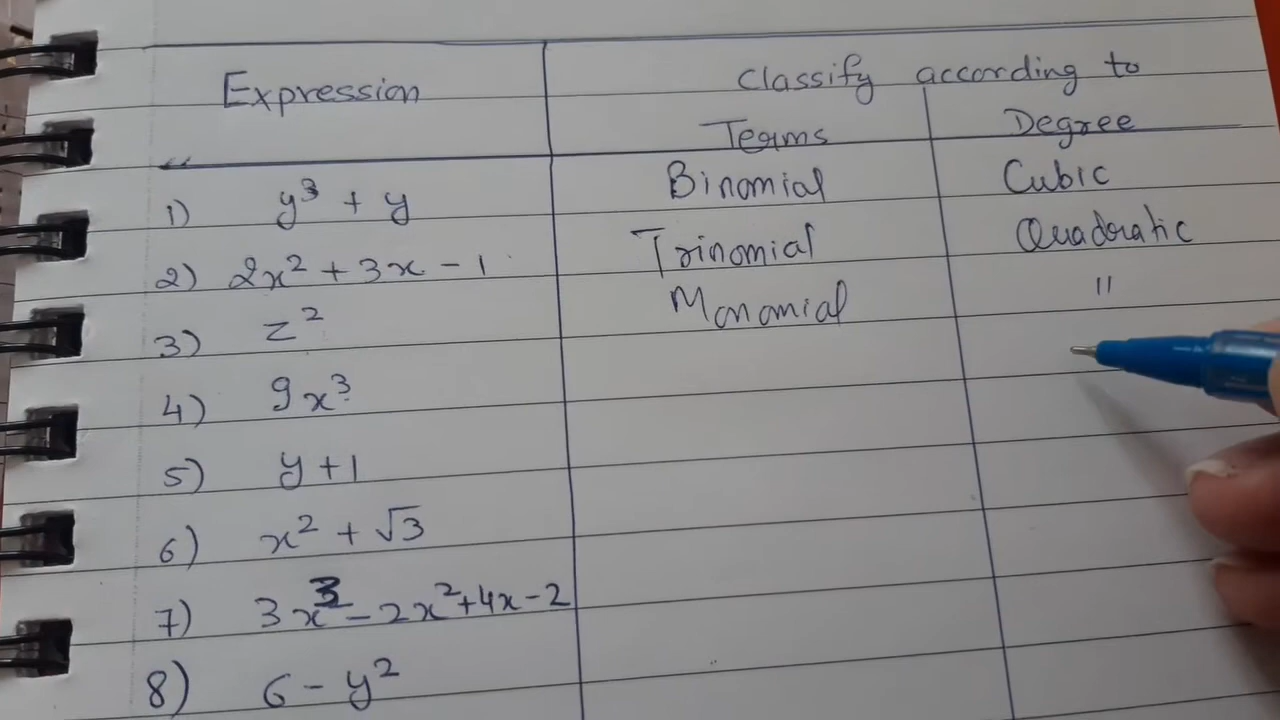 Expression Classify according to
Terms Degree
1) y³ + y Binomial Cubic
2) 2x² + 3x - 1 Trinomial Quadratic
3) z² Monomial "
4) 9x³
5) y + 1
6) x² + √3
7) 3x³ - 2x² + 4x - 2
8) 6 - y²